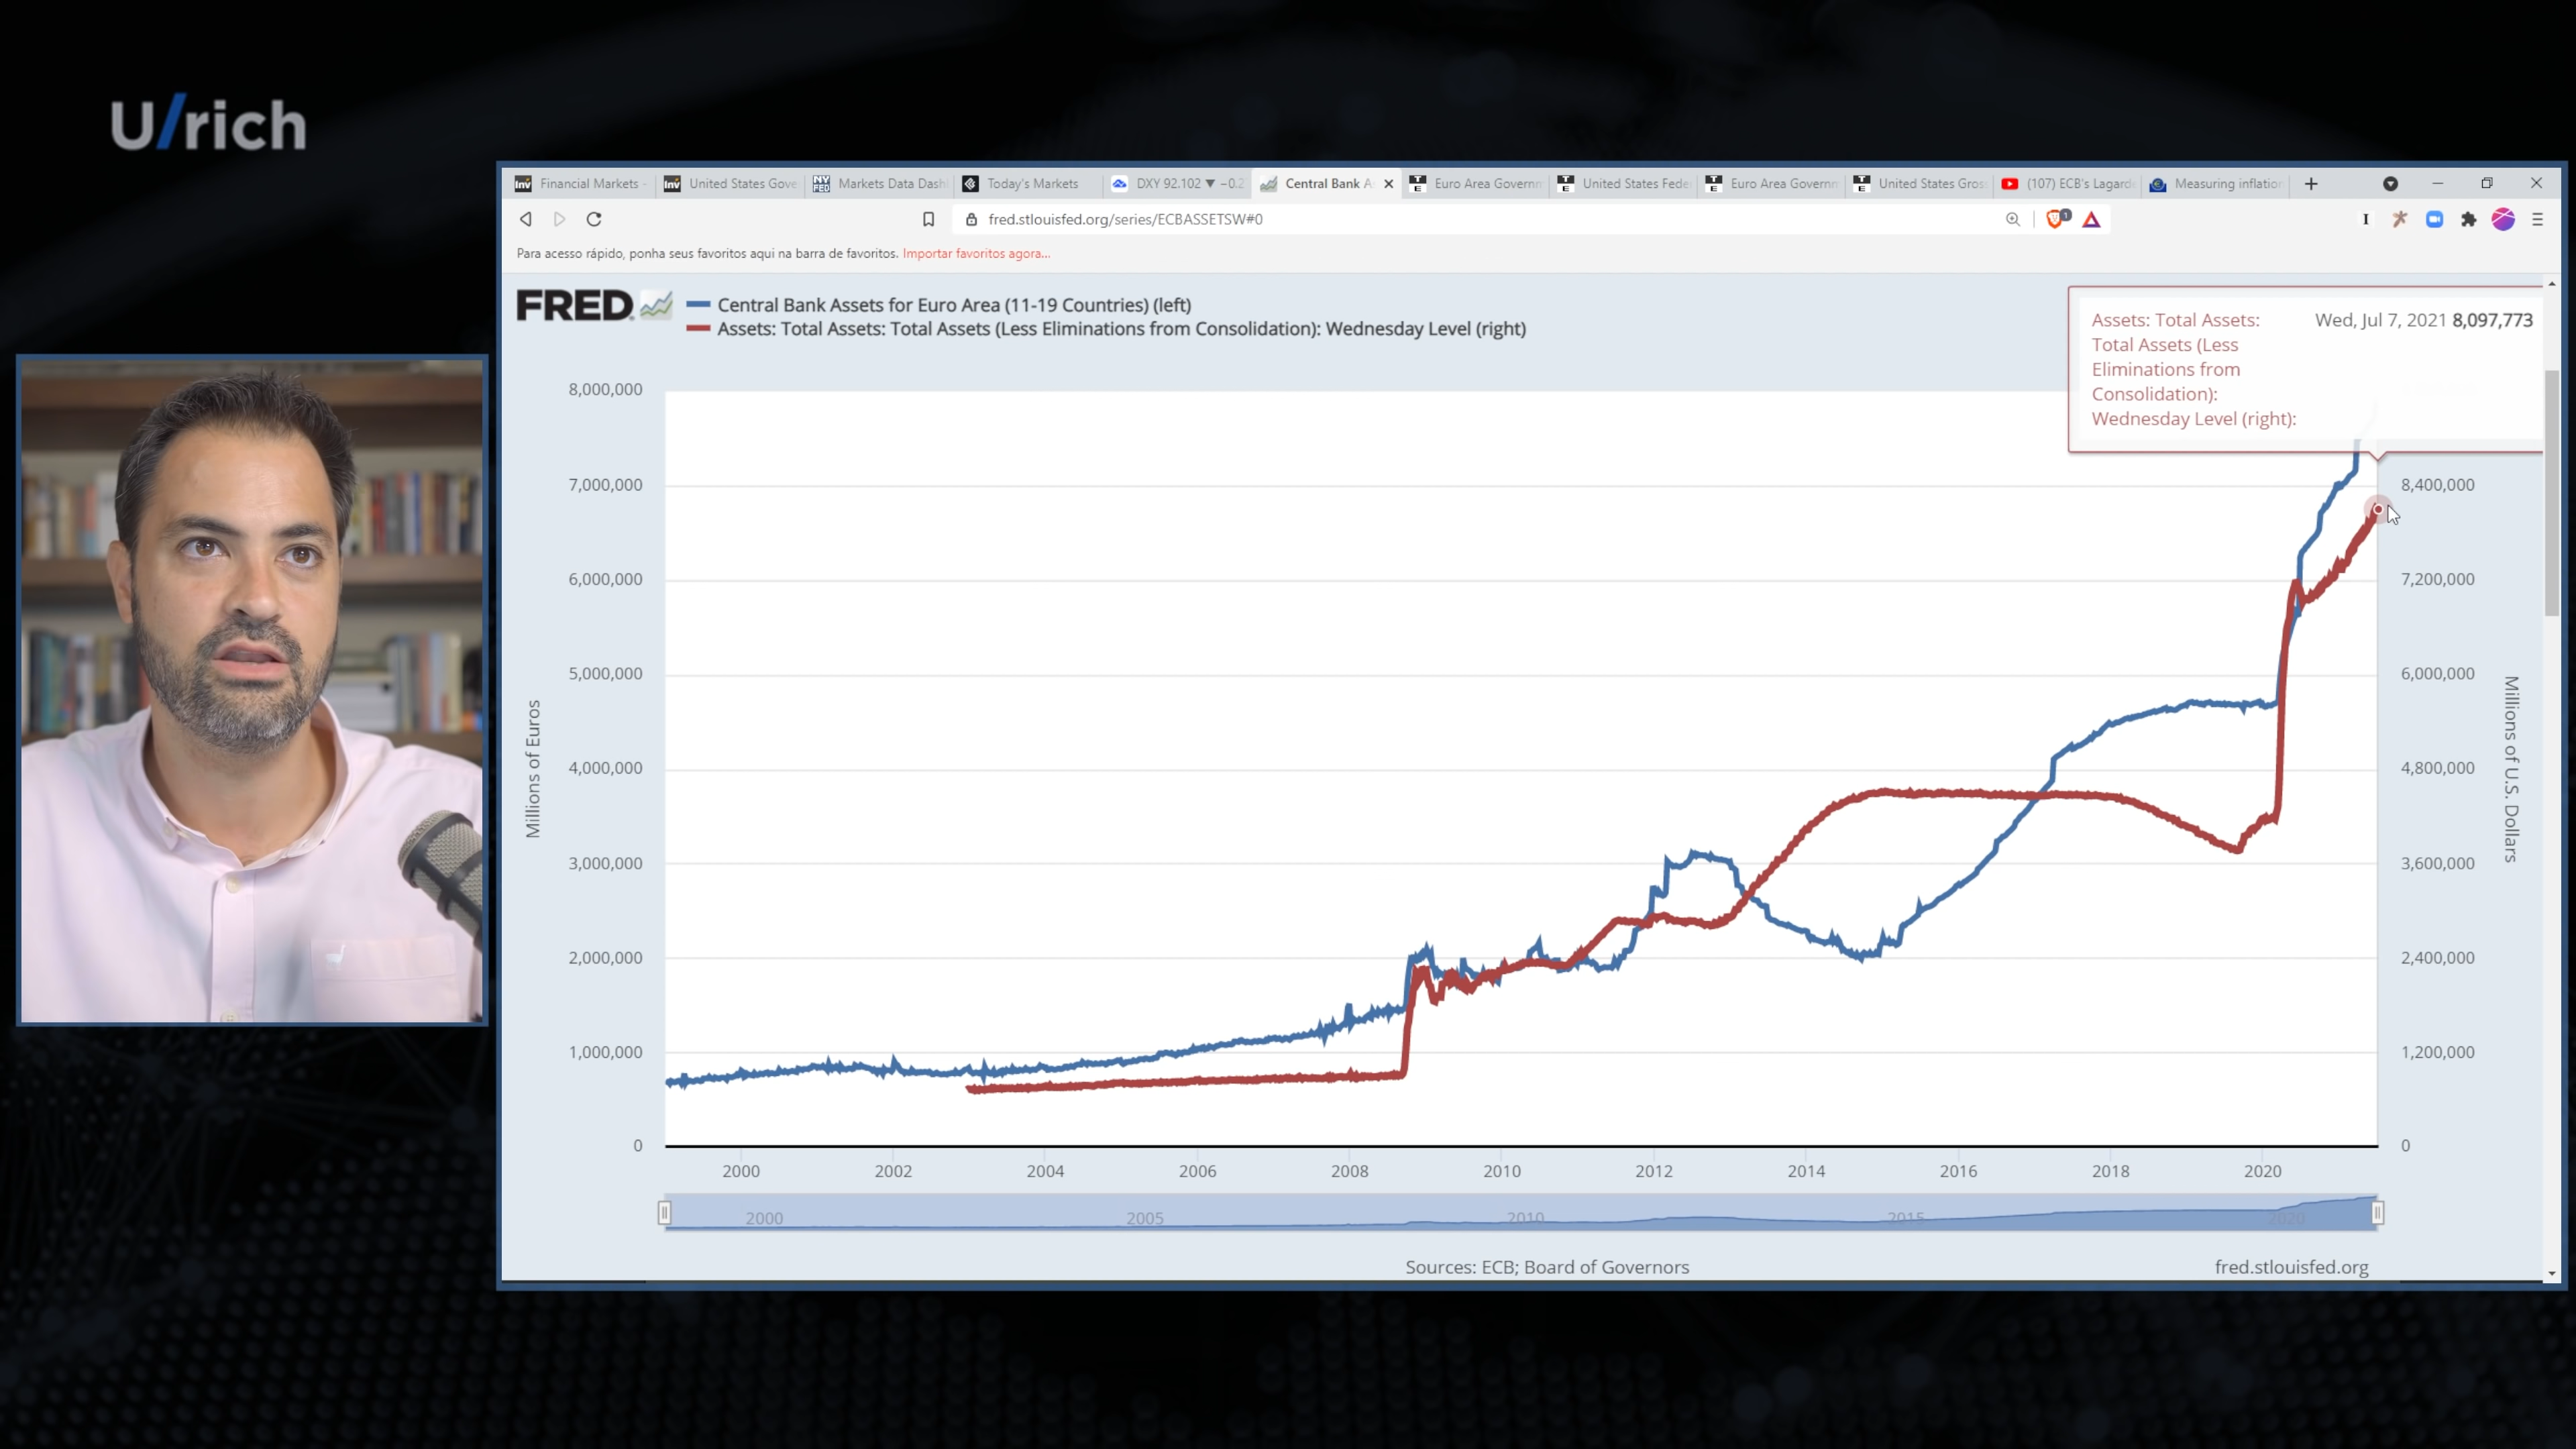 U/rich
Financial Markets -
United States Gove
Markets Data Dash
Today's Markets
DXY 92.102 ▼ −0.2
Central Bank A
Euro Area Governm
United States Fede
Euro Area Governm
United States Gros
(107) ECB's Lagard
Measuring inflation
fred.stlouisfed.org/series/ECBASSETSW#0
Para acesso rápido, ponha seus favoritos aqui na barra de favoritos. Importar favoritos agora...
FRED
Central Bank Assets for Euro Area (11-19 Countries) (left)
Assets: Total Assets: Total Assets (Less Eliminations from Consolidation): Wednesday Level (right)
Assets: Total Assets: Wed, Jul 7, 2021 8,097,773
Total Assets (Less
Eliminations from
Consolidation):
Wednesday Level (right):
8,000,000
7,000,000 8,400,000
6,000,000 7,200,000
5,000,000 6,000,000
4,000,000 4,800,000
3,000,000 3,600,000
2,000,000 2,400,000
1,000,000 1,200,000
0 0
Millions of Euros
Millions of U.S. Dollars
2000 2002 2004 2006 2008 2010 2012 2014 2016 2018 2020
2000 2005 2010 2015 2020
Sources: ECB; Board of Governors
fred.stlouisfed.org